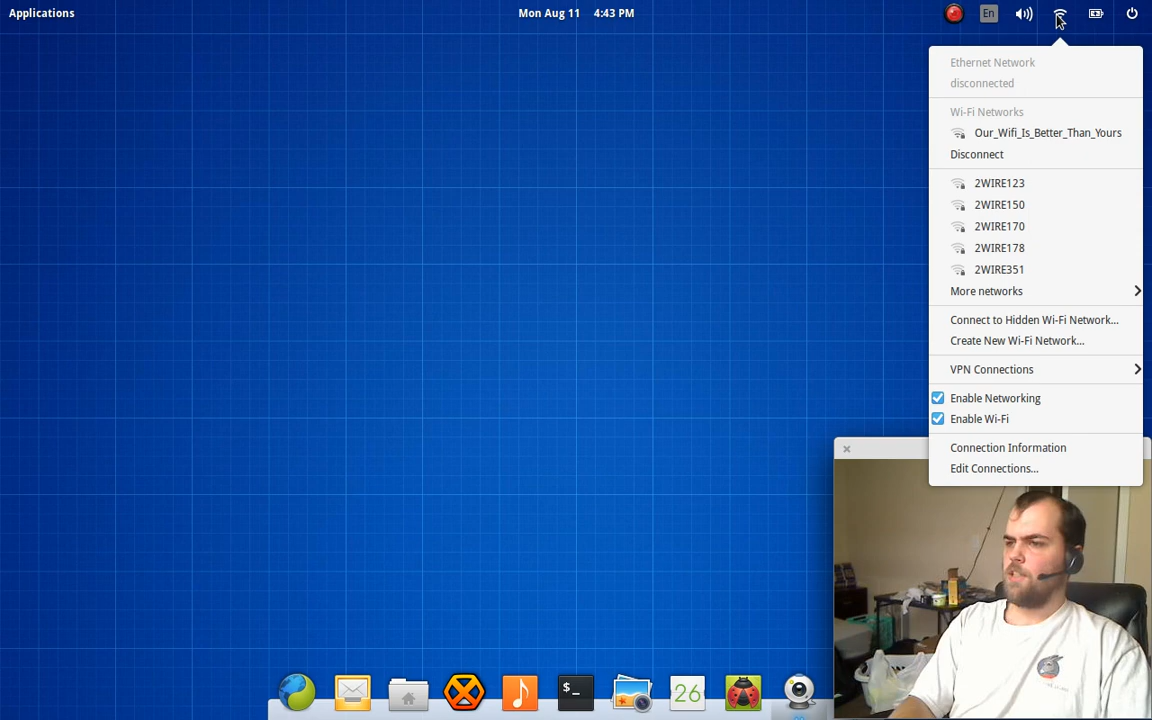 Applications
Mon Aug 11 4:43 PM
En
Ethernet Network
disconnected
Wi-Fi Networks
Our_Wifi_Is_Better_Than_Yours
Disconnect
2WIRE123
2WIRE150
2WIRE170
2WIRE178
2WIRE351
More networks
Connect to Hidden Wi-Fi Network...
Create New Wi-Fi Network...
VPN Connections
Enable Networking
Enable Wi-Fi
Connection Information
Edit Connections...
>_
26